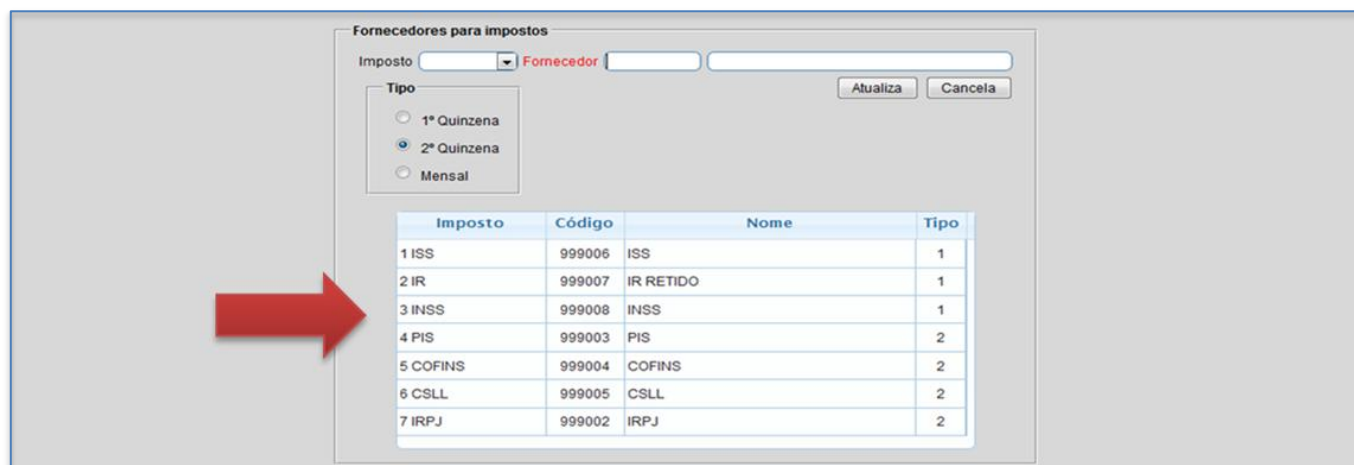 Fornecedores para impostos
Imposto Fornecedor
Tipo Atualiza Cancela
1ª Quinzena
2ª Quinzena
Mensal
Imposto Código Nome Tipo
1 ISS 999006 ISS 1
2 IR 999007 IR RETIDO 1
3 INSS 999008 INSS 1
4 PIS 999003 PIS 2
5 COFINS 999004 COFINS 2
6 CSLL 999005 CSLL 2
7 IRPJ 999002 IRPJ 2